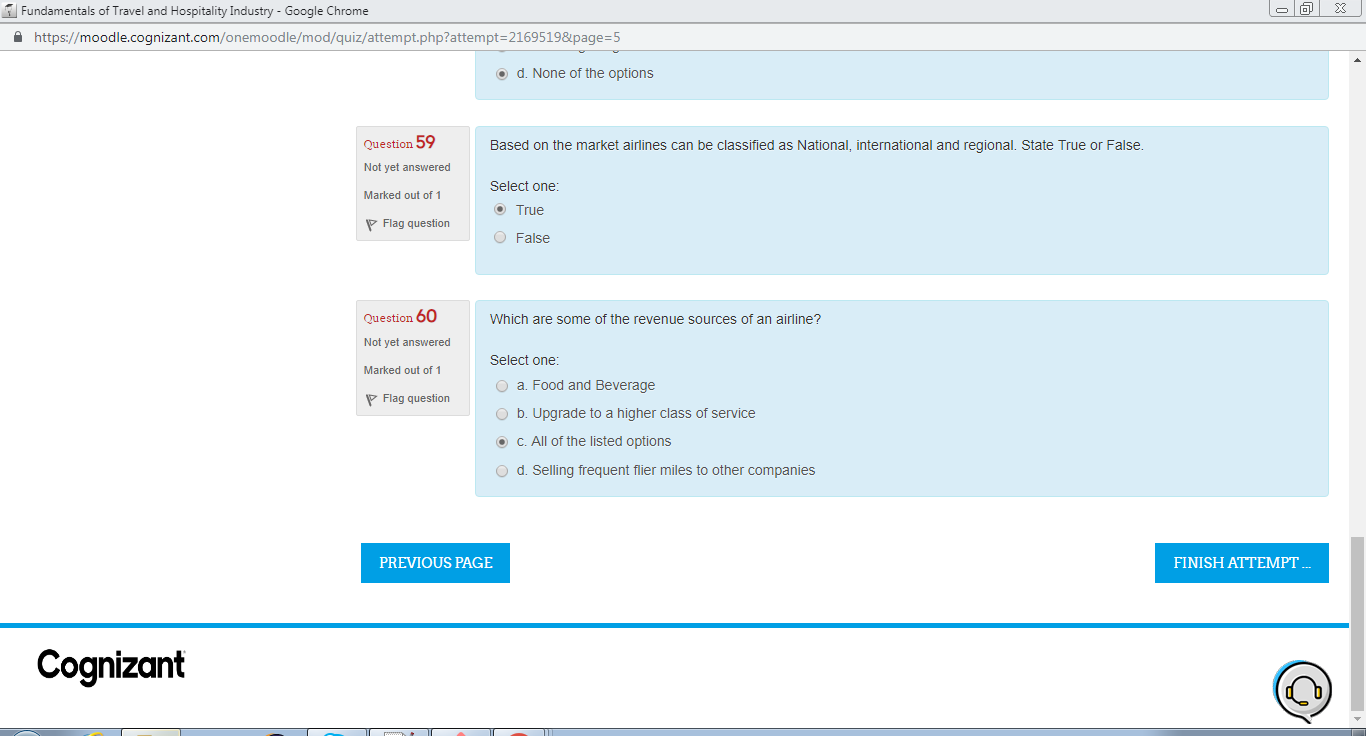 Fundamentals of Travel and Hospitality Industry - Google Chrome
https://moodle.cognizant.com/onemoodle/mod/quiz/attempt.php?attempt=2169519&page=5
d. None of the options
Question 59
Not yet answered
Marked out of 1
Flag question
Based on the market airlines can be classified as National, international and regional. State True or False.
Select one:
True
False
Question 60
Not yet answered
Marked out of 1
Flag question
Which are some of the revenue sources of an airline?
Select one:
a. Food and Beverage
b. Upgrade to a higher class of service
c. All of the listed options
d. Selling frequent flier miles to other companies
PREVIOUS PAGE
FINISH ATTEMPT ...
Cognizant